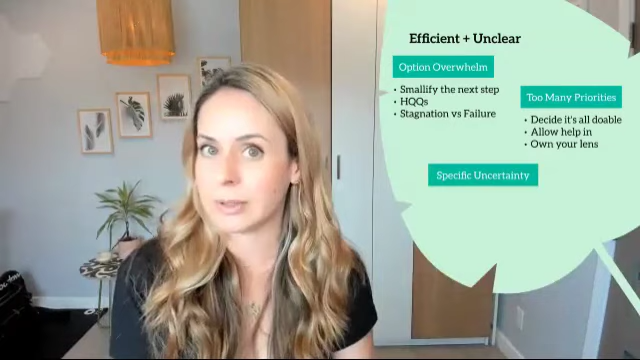 Efficient + Unclear
Option Overwhelm
• Smallify the next step
• HQQs
• Stagnation vs Failure
Too Many Priorities
• Decide it's all doable
• Allow help in
• Own your lens
Specific Uncertainty